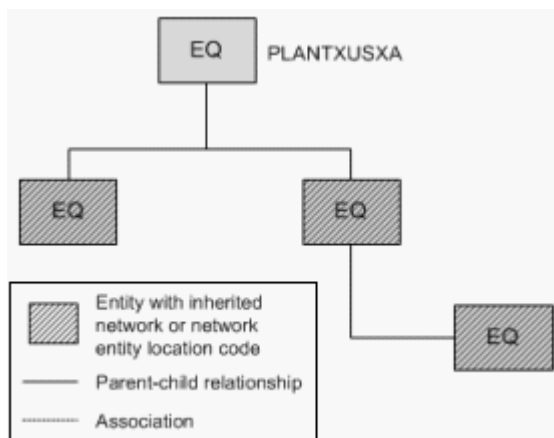 EQ PLANTXUSXA
EQ
EQ
EQ
Entity with inherited
network or network
entity location code
Parent-child relationship
Association